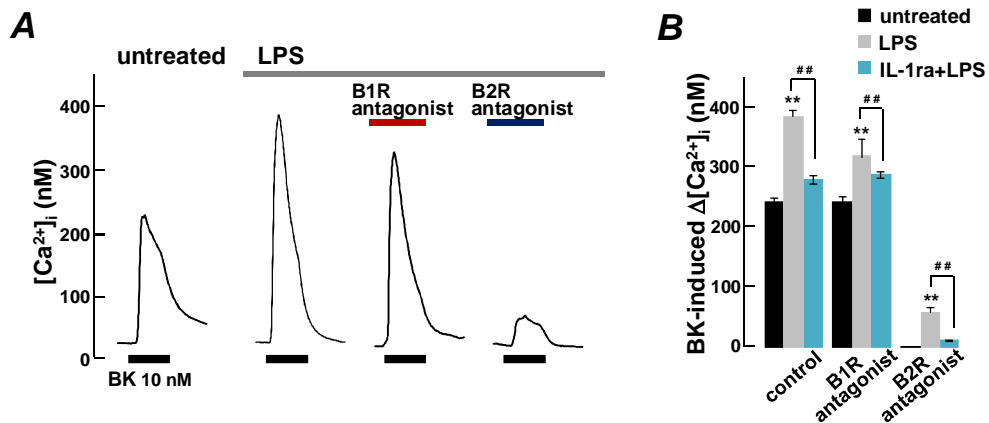 A
untreated
LPS
B1R
antagonist
B2R
antagonist
[Ca²⁺]ᵢ (nM)
400
300
200
100
0
BK 10 nM
B
untreated
LPS
IL-1ra+LPS
BK-induced Δ[Ca²⁺]ᵢ (nM)
400
300
200
100
0
**
##
**
##
**
##
control
B1R
antagonist
B2R
antagonist